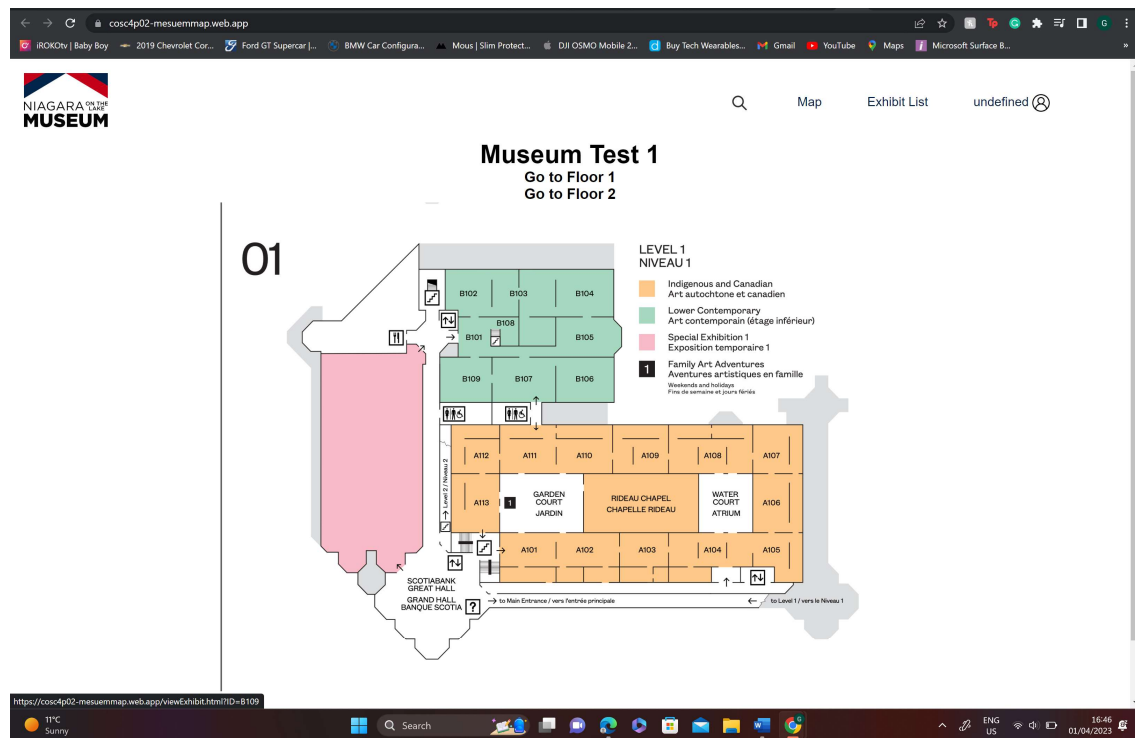 cosc4p02-mesuemmap.web.app
G
iROKOtv | Baby Boy
2019 Chevrolet Cor...
Ford GT Supercar |...
BMW Car Configura...
Mous | Slim Protect...
DJI OSMO Mobile 2...
Buy Tech Wearables...
Gmail
YouTube
Maps
Microsoft Surface B...
»
NIAGARA ON THE LAKE
MUSEUM
Map
Exhibit List
undefined
Museum Test 1
Go to Floor 1
Go to Floor 2
01
LEVEL 1
NIVEAU 1
Indigenous and Canadian
Art autochtone et canadien
Lower Contemporary
Art contemporain (étage inférieur)
Special Exhibition 1
Exposition temporaire 1
1
Family Art Adventures
Aventures artistiques en famille
Weekends and holidays
Fins de semaine et jours fériés
B102
B103
B104
B108
B101
B105
B109
B107
B106
A112
A111
A110
A109
A108
A107
Level 2 / Niveau 2
A113
1
GARDEN
COURT
JARDIN
RIDEAU CHAPEL
CHAPELLE RIDEAU
WATER
COURT
ATRIUM
A106
A101
A102
A103
A104
A105
SCOTIABANK
GREAT HALL
GRAND HALL
BANQUE SCOTIA
?
to Main Entrance / vers l'entrée principale
to Level 1 / vers le Niveau 1
https://cosc4p02-mesuemmap.web.app/viewExhibit.html?ID=B109
11°C
Sunny
Search
ENG
US
16:46
01/04/2023